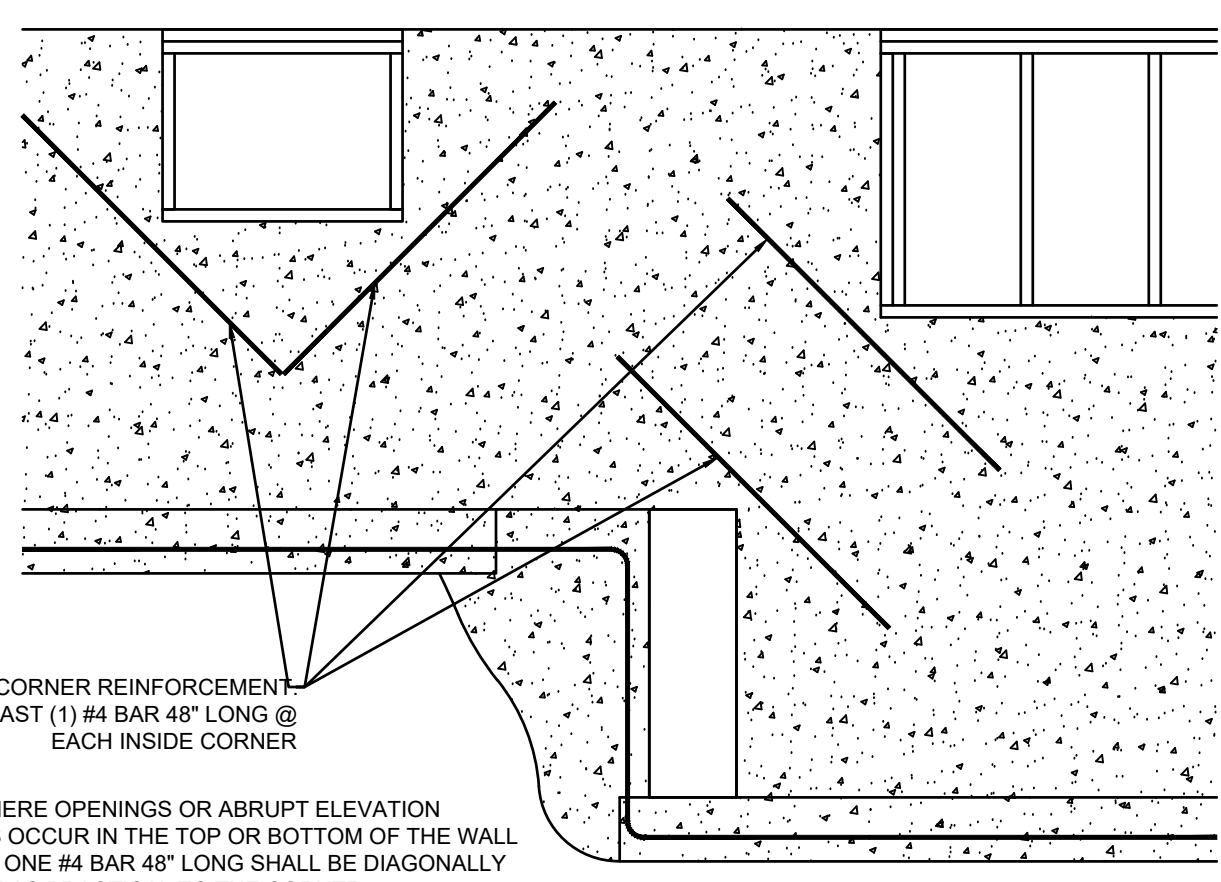 CORNER REINFORCEMENT.
AST (1) #4 BAR 48" LONG @
EACH INSIDE CORNER
OPENINGS OR ABRUPT ELEVATION
OCCUR IN THE TOP OR BOTTOM OF THE WALL
ONE #4 BAR 48" LONG SHALL BE DIAGONALLY